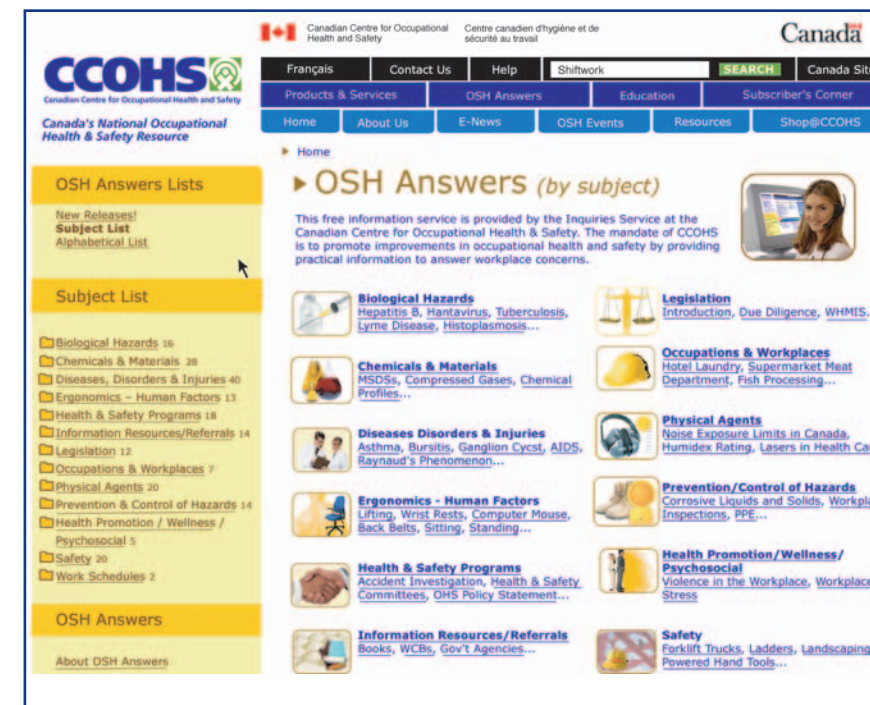 Canadian Centre for Occupational
Health and Safety
Centre canadien d'hygiène et de
sécurité au travail
Canada
CCOHS
Canadian Centre for Occupational Health and Safety
Canada's National Occupational
Health & Safety Resource
Français
Contact Us
Help
Shiftwork
SEARCH
Canada Site
Products & Services
OSH Answers
Education
Subscriber's Corner
Home
About Us
E-News
OSH Events
Resources
Shop@CCOHS
OSH Answers Lists
New Releases!
Subject List
Alphabetical List
Subject List
Biological Hazards 16
Chemicals & Materials 28
Diseases, Disorders & Injuries 40
Ergonomics – Human Factors 13
Health & Safety Programs 18
Information Resources/Referrals 14
Legislation 12
Occupations & Workplaces 7
Physical Agents 20
Prevention & Control of Hazards 14
Health Promotion / Wellness /
Psychosocial 5
Safety 20
Work Schedules 2
OSH Answers
About OSH Answers
Home
OSH Answers (by subject)
This free information service is provided by the Inquiries Service at the
Canadian Centre for Occupational Health & Safety. The mandate of CCOHS
is to promote improvements in occupational health and safety by providing
practical information to answer workplace concerns.
Biological Hazards
Hepatitis B, Hantavirus, Tuberculosis,
Lyme Disease, Histoplasmosis...
Chemicals & Materials
MSDSs, Compressed Gases, Chemical
Profiles...
Diseases Disorders & Injuries
Asthma, Bursitis, Ganglion Cycst, AIDS,
Raynaud's Phenomenon...
Ergonomics - Human Factors
Lifting, Wrist Rests, Computer Mouse,
Back Belts, Sitting, Standing...
Health & Safety Programs
Accident Investigation, Health & Safety
Committees, OHS Policy Statement...
Information Resources/Referrals
Books, WCBs, Gov't Agencies...
Legislation
Introduction, Due Diligence, WHMIS.
Occupations & Workplaces
Hotel Laundry, Supermarket Meat
Department, Fish Processing...
Physical Agents
Noise Exposure Limits in Canada,
Humidex Rating, Lasers in Health Ca
Prevention/Control of Hazards
Corrosive Liquids and Solids, Workpla
Inspections, PPE...
Health Promotion/Wellness/
Psychosocial
Violence in the Workplace, Workplace
Stress
Safety
Forklift Trucks, Ladders, Landscaping
Powered Hand Tools...